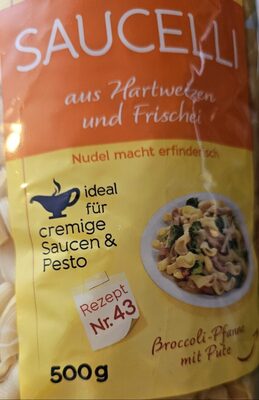 SAUCELLI
aus Hartweizen
und Frischei
Nudel macht erfinderisch
ideal
für
cremige
Saucen &
Pesto
Rezept
Nr. 43
Broccoli-Pfanne
mit Pute
500g